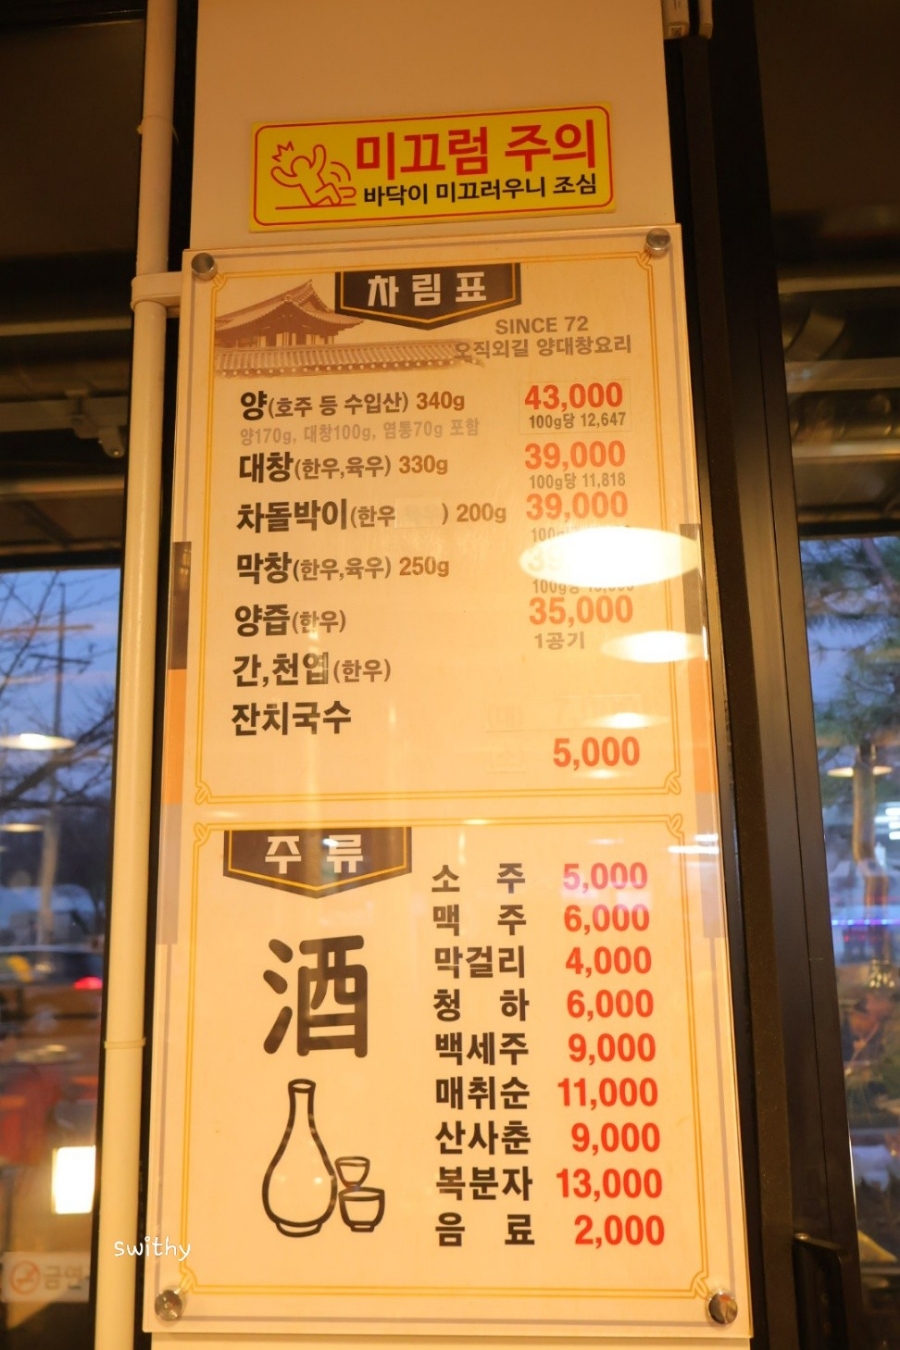 미끄럼 주의
바닥이 미끄러우니 조심
차림표
SINCE 72
오직외길 양대창요리
양(호주 등 수입산) 340g 43,000
양170g, 대창100g, 염통70g 포함 100g당 12,647
대창(한우,육우) 330g 39,000
100g당 11,818
차돌박이(한우 ) 200g 39,000
막창(한우,육우) 250g
양즙(한우) 35,000
1공기
간,천엽(한우)
잔치국수
5,000
주류
酒
소주 5,000
맥주 6,000
막걸리 4,000
청하 6,000
백세주 9,000
매취순 11,000
산사춘 9,000
복분자 13,000
음료 2,000
swithy
금연